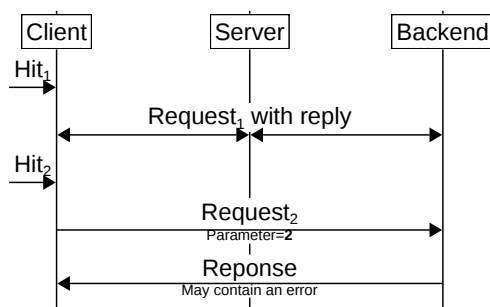 Client Server Backend
Hit₁
Request₁ with reply
Hit₂
Request₂
Parameter=2
Reponse
May contain an error